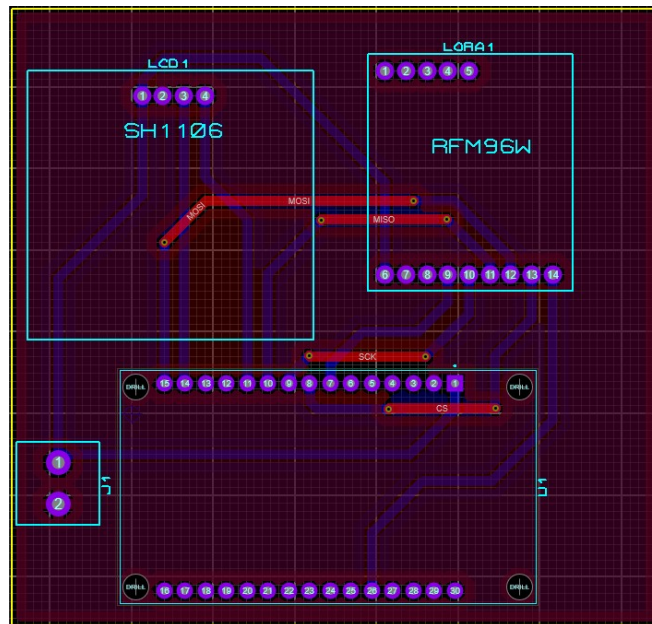 LCD1
LORA1
1 2 3 4
1 2 3 4 5
SH1106
RFM96W
MOSI
MOSI
MISO
6 7 8 9 10 11 12 13 14
SCK
15 14 13 12 11 10 9 8 7 6 5 4 3 2 1
DRILL
DRILL
CS
1
J1
U1
2
DRILL
DRILL
16 17 18 19 20 21 22 23 24 25 26 27 28 29 30